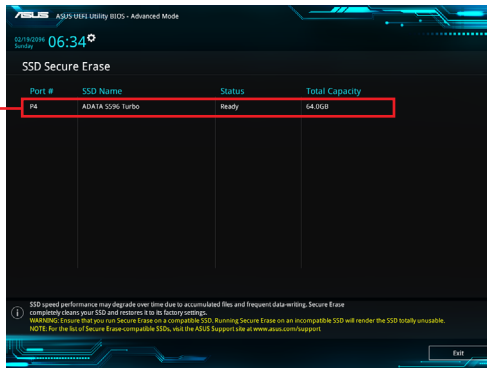 ASUS UEFI Utility BIOS - Advanced Mode
02/19/2096
Sunday
06:34
SSD Secure Erase
Port # SSD Name Status Total Capacity
P4 ADATA S596 Turbo Ready 64.0GB
SSD speed performance may degrade over time due to accumulated files and frequent data-writing. Secure Erase
completely cleans your SSD and restores it to its factory settings.
WARNING: Ensure that you run Secure Erase on a compatible SSD. Running Secure Erase on an incompatible SSD will render the SSD totally unusable.
NOTE: For the list of Secure Erase-compatible SSDs, visit the ASUS Support site at www.asus.com/support
Exit